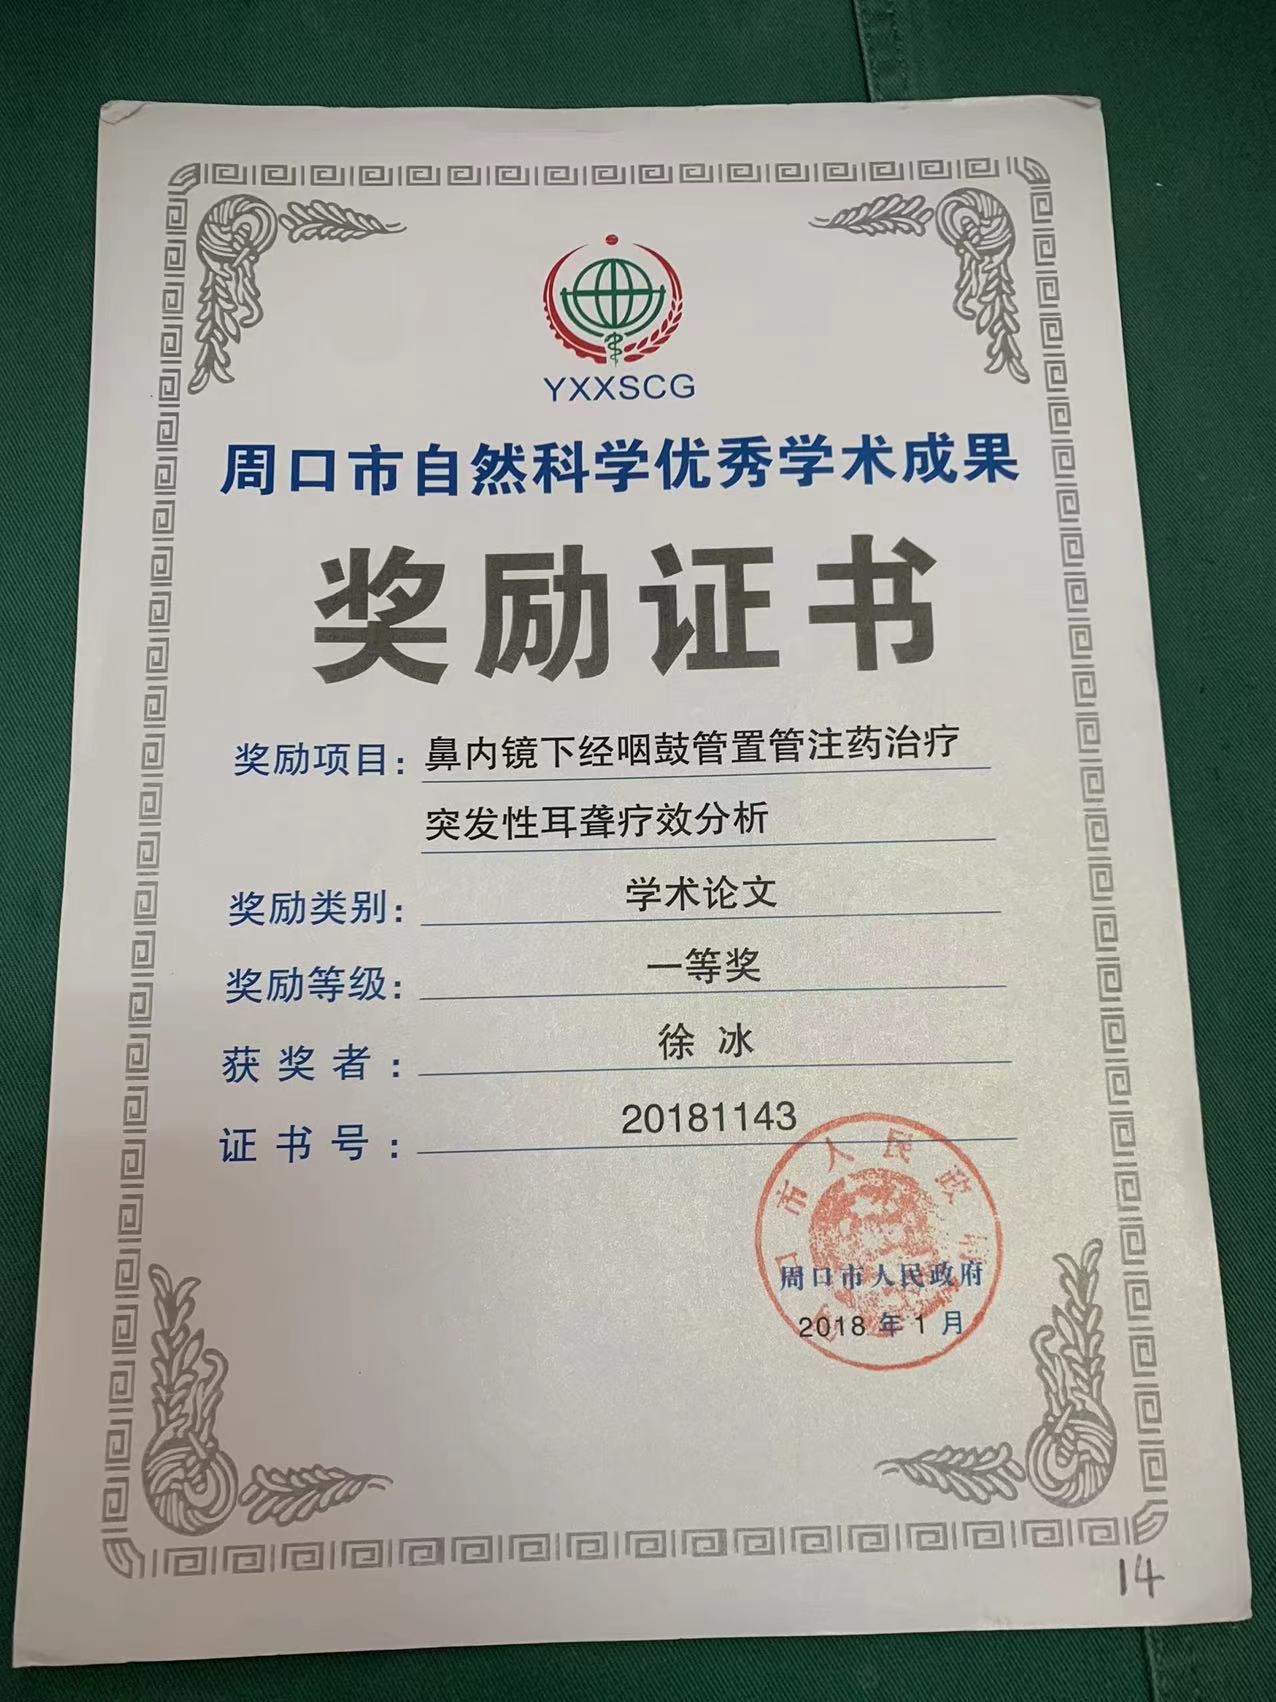 YXXSCG
周口市自然科学优秀学术成果
奖励证书
奖励项目：鼻内镜下经咽鼓管置管注药治疗
突发性耳聋疗效分析
奖励类别：学术论文
奖励等级：一等奖
获奖者：徐冰
证书号：20181143
市人民政
周口市人民政府
2018年1月
14